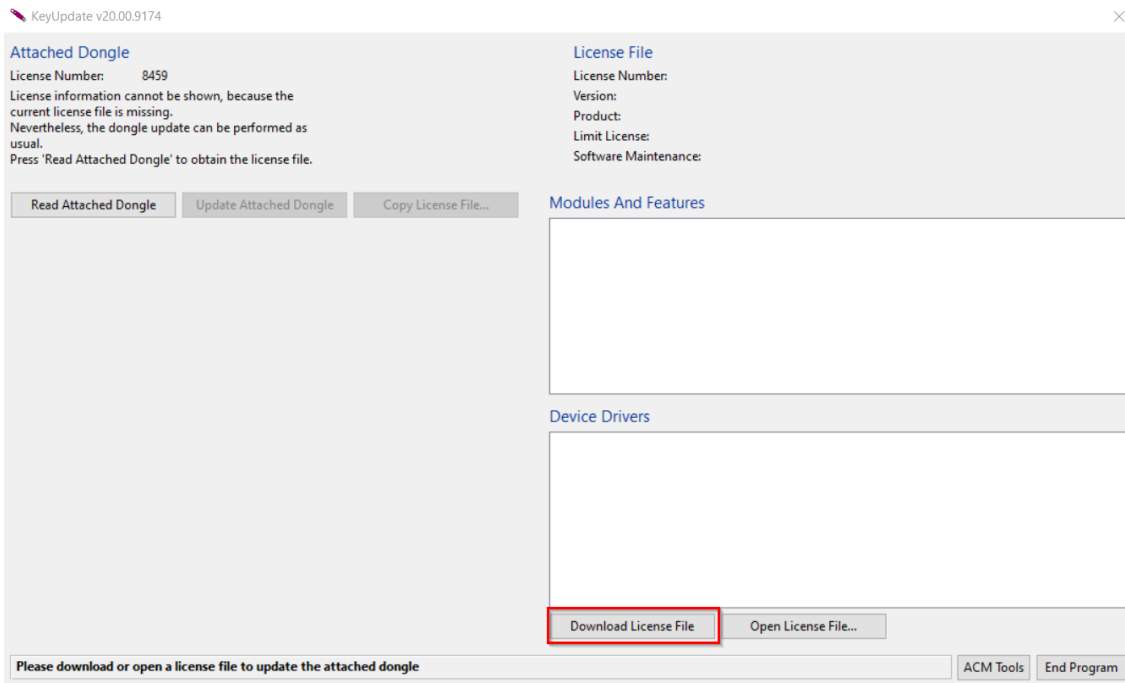 KeyUpdate v20.00.9174
Attached Dongle
License Number: 8459
License information cannot be shown, because the
current license file is missing.
Nevertheless, the dongle update can be performed as
usual.
Press 'Read Attached Dongle' to obtain the license file.
Read Attached Dongle
Update Attached Dongle
Copy License File...
License File
License Number:
Version:
Product:
Limit License:
Software Maintenance:
Modules And Features
Device Drivers
Download License File
Open License File...
Please download or open a license file to update the attached dongle
ACM Tools
End Program